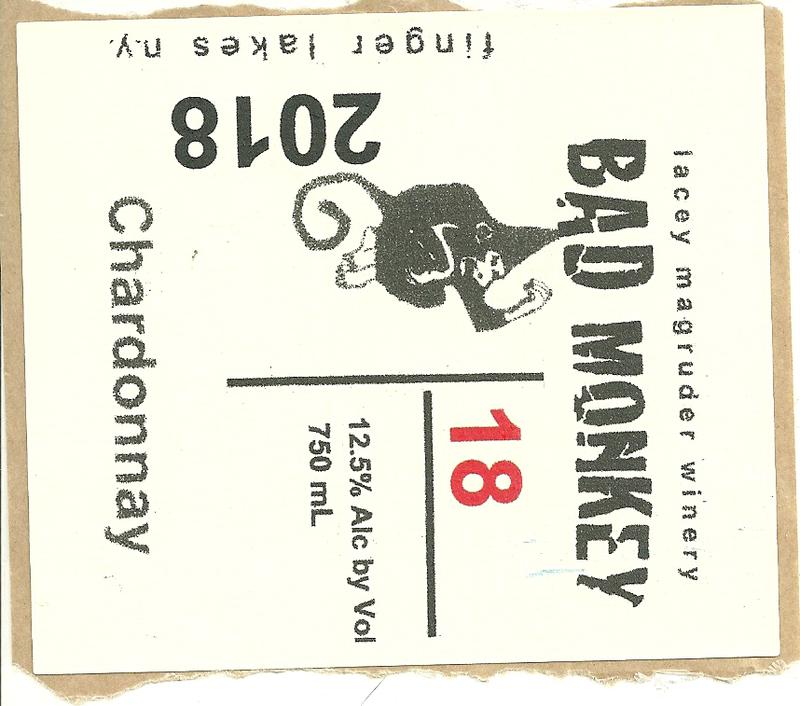 lacey magruder winery
BAD MONKEY
18
12.5% Alc by Vol
750 mL
Chardonnay
2018
finger lakes n.y.